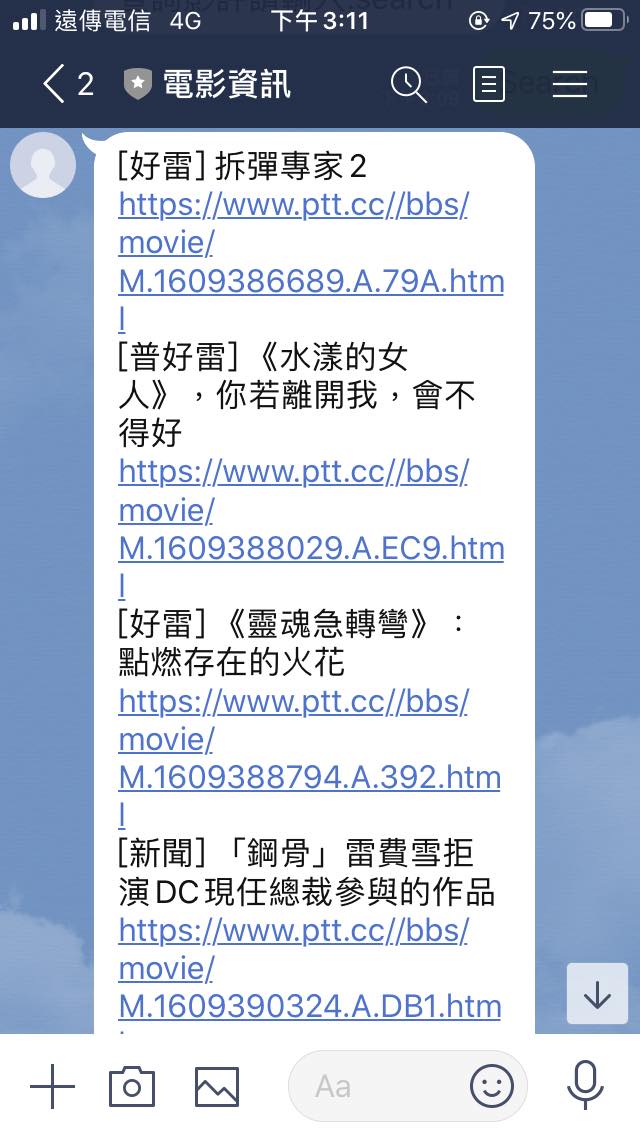 遠傳電信 4G 下午3:11 75%
2 電影資訊
[好雷] 拆彈專家2
https://www.ptt.cc//bbs/
movie/
M.1609386689.A.79A.htm
l
[普好雷] 《水漾的女
人》，你若離開我，會不
得好
https://www.ptt.cc//bbs/
movie/
M.1609388029.A.EC9.htm
l
[好雷] 《靈魂急轉彎》：
點燃存在的火花
https://www.ptt.cc//bbs/
movie/
M.1609388794.A.392.htm
l
[新聞] 「鋼骨」雷費雪拒
演DC現任總裁參與的作品
https://www.ptt.cc//bbs/
movie/
M.1609390324.A.DB1.htm
Aa